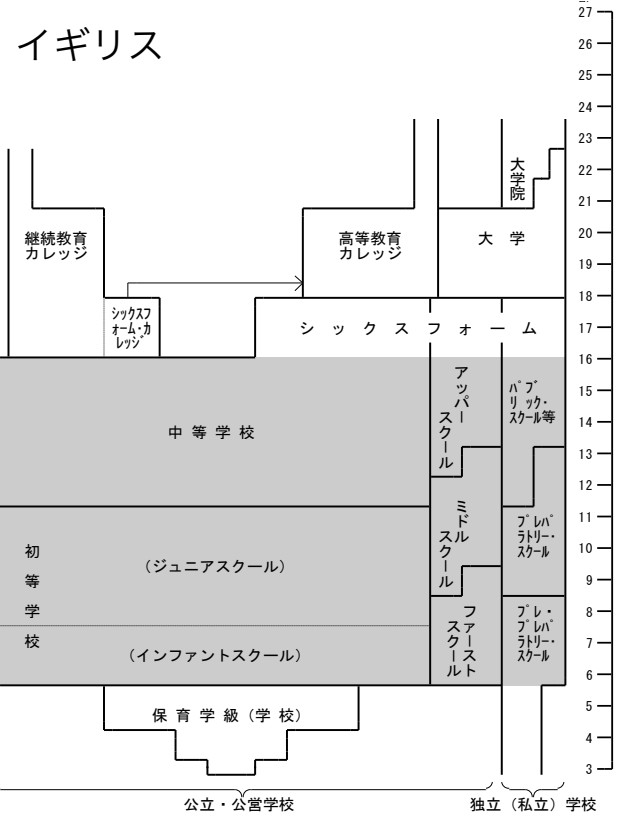 イギリス
27
26
25
24
23
22
21
20
19
18
17
16
15
14
13
12
11
10
9
8
7
6
5
4
3
大学院
継続教育
カレッジ
高等教育
カレッジ
大 学
シックスフ
ォーム・カ
レッジ
シ ッ ク ス フ ォ ー ム
中 等 学 校
アッパー
スクール
パブ
リック・
スクール等
初等学校
(ジュニアスクール)
ミドル
スクール
プレパ
ラトリー・
スクール
(インファントスクール)
ファースト
スクール
プレ・
プレパ
ラトリー・
スクール
保 育 学 級 (学 校)
公立・公営学校
独立 (私立) 学校